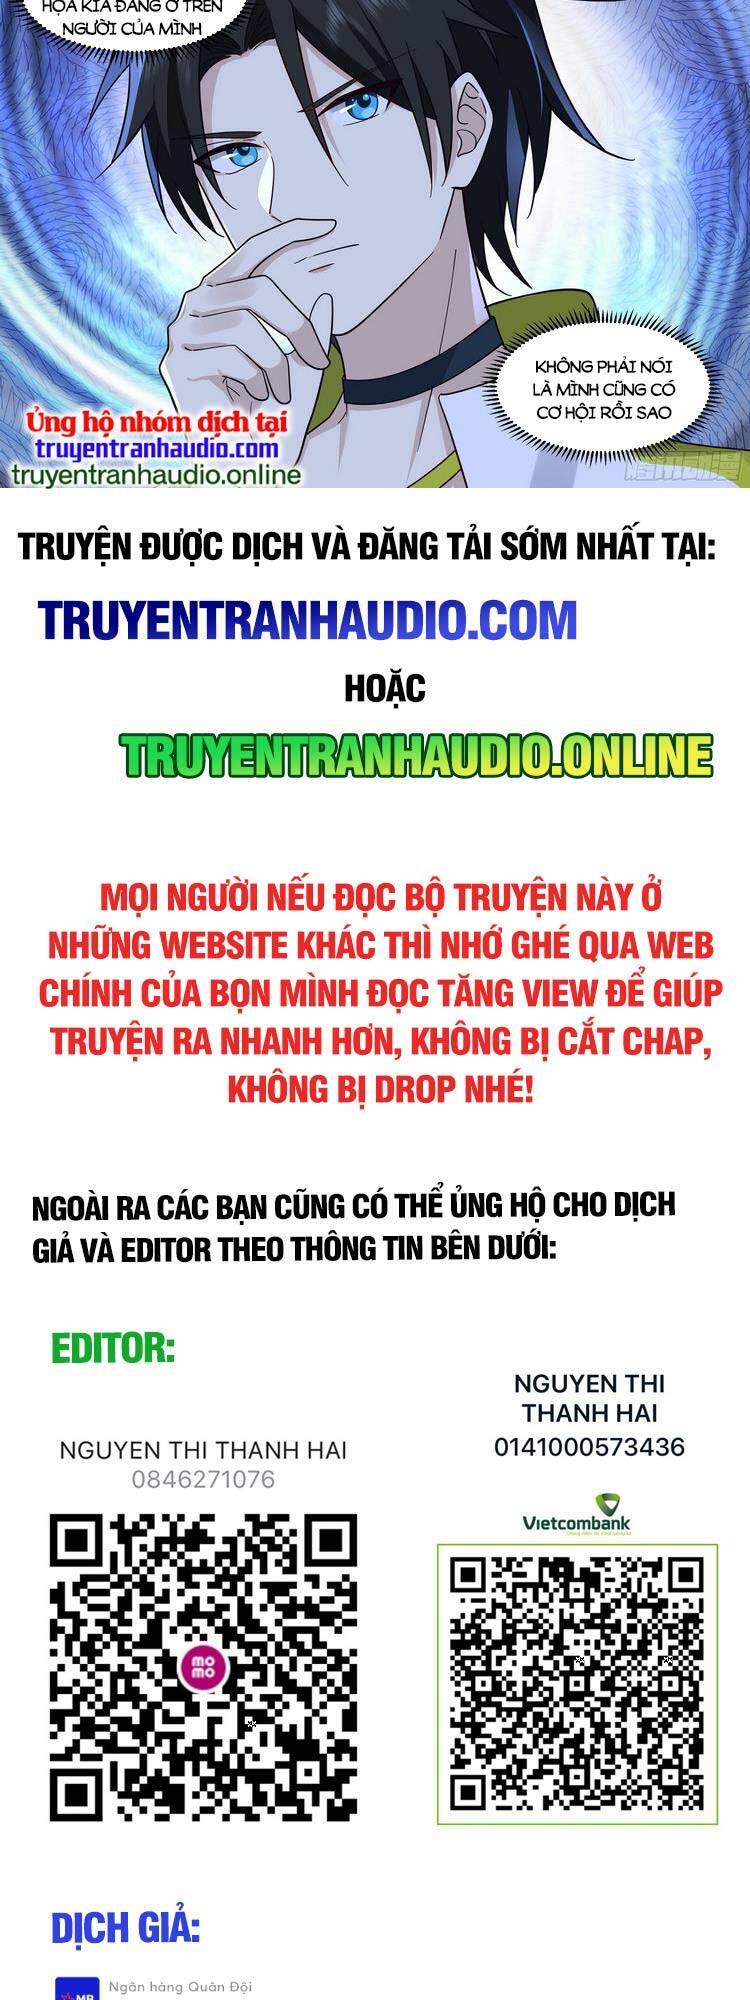 HỌA KIA ĐANG Ở TRÊN
NGƯỜI CỦA MÌNH
KHÔNG PHẢI NÓI
LÀ MÌNH CŨNG CÓ
CƠ HỘI RỒI SAO
Ủng hộ nhóm dịch tại
truyentranhaudio.com
truyentranhaudio.online
TRUYỆN ĐƯỢC DỊCH VÀ ĐĂNG TẢI SỚM NHẤT TẠI:
TRUYENTRANHAUDIO.COM
HOẶC
TRUYENTRANHAUDIO.ONLINE
MỌI NGƯỜI NẾU ĐỌC BỘ TRUYỆN NÀY Ở
NHỮNG WEBSITE KHÁC THÌ NHỚ GHÉ QUA WEB
CHÍNH CỦA BỌN MÌNH ĐỌC TĂNG VIEW ĐỂ GIÚP
TRUYỆN RA NHANH HƠN, KHÔNG BỊ CẮT CHAP,
KHÔNG BỊ DROP NHÉ!
NGOÀI RA CÁC BẠN CŨNG CÓ THỂ ỦNG HỘ CHO DỊCH
GIẢ VÀ EDITOR THEO THÔNG TIN BÊN DƯỚI:
EDITOR:
NGUYEN THI THANH HAI
0846271076
mo
mo
NGUYEN THI
THANH HAI
0141000573436
Vietcombank
DỊCH GIẢ:
Ngân hàng Quân Đội
MB